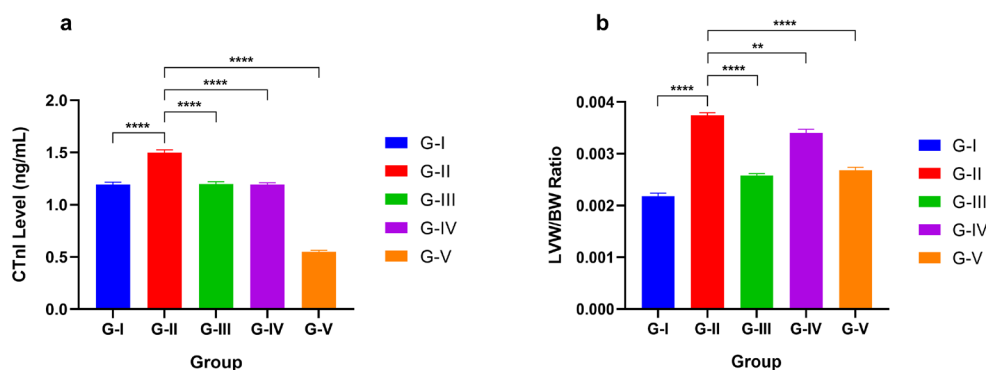 a
****
****
****
****
CTnI Level (ng/mL)
2.0
1.5
1.0
0.5
0.0
G-I G-II G-III G-IV G-V
Group
G-I
G-II
G-III
G-IV
G-V
b
****
**
****
****
LVW/BW Ratio
0.004
0.003
0.002
0.001
0.000
G-I G-II G-III G-IV G-V
Group
G-I
G-II
G-III
G-IV
G-V